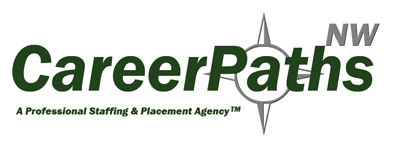 NW
CareerPaths
A Professional Staffing & Placement Agency™